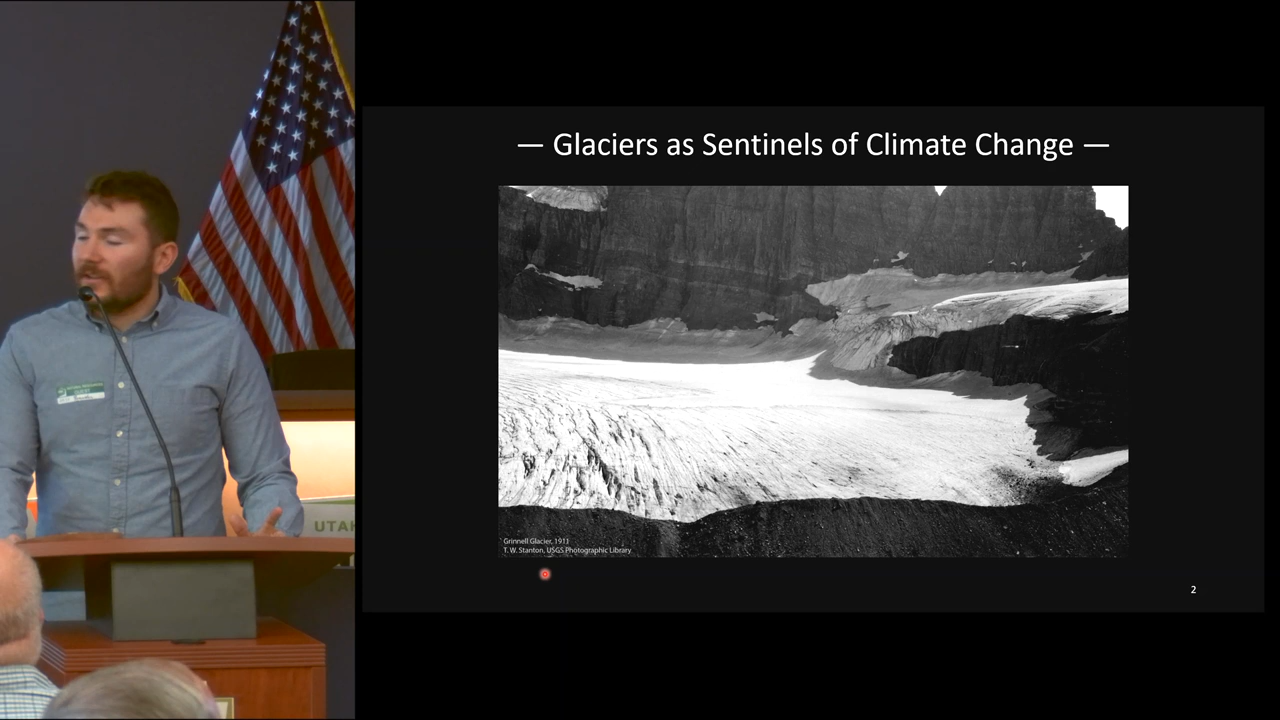 — Glaciers as Sentinels of Climate Change —
Grinnell Glacier, 1911
T. W. Stanton, USGS Photographic Library
2
UTAH